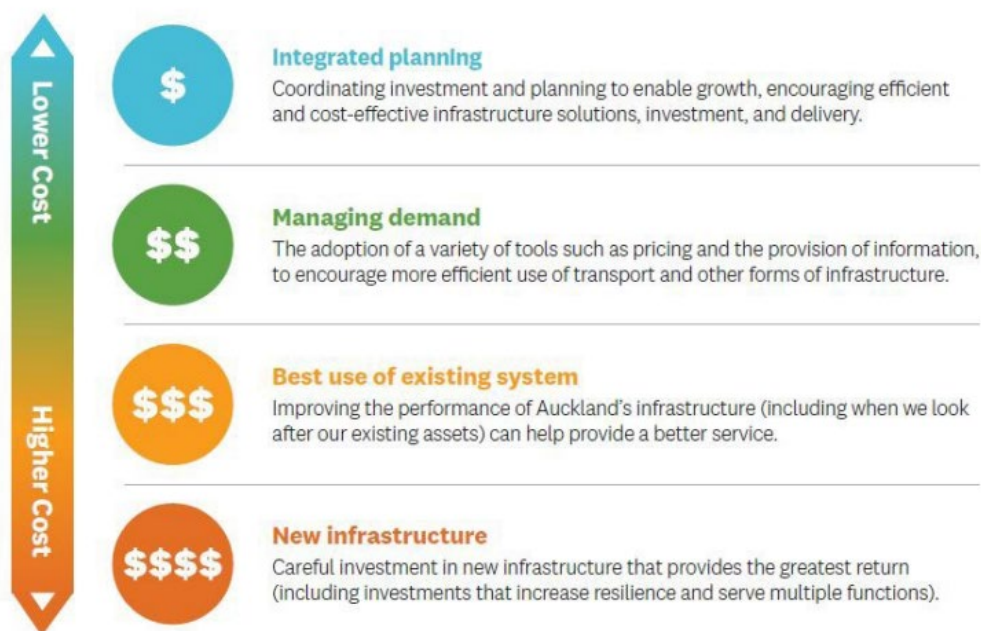 Lower Cost
Higher Cost
$
Integrated planning
Coordinating investment and planning to enable growth, encouraging efficient
and cost-effective infrastructure solutions, investment, and delivery.
$$
Managing demand
The adoption of a variety of tools such as pricing and the provision of information,
to encourage more efficient use of transport and other forms of infrastructure.
$$$
Best use of existing system
Improving the performance of Auckland's infrastructure (including when we look
after our existing assets) can help provide a better service.
$$$$
New infrastructure
Careful investment in new infrastructure that provides the greatest return
(including investments that increase resilience and serve multiple functions).